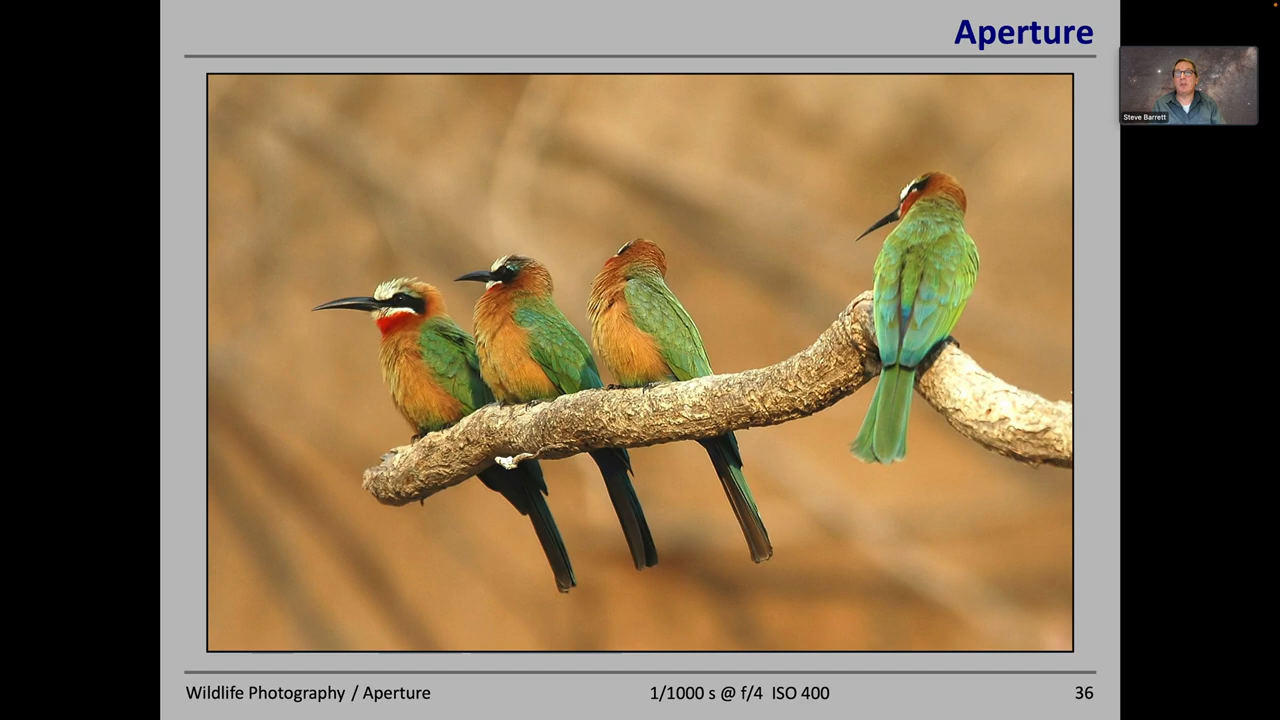 Aperture
Steve Barrett
Wildlife Photography / Aperture
1/1000 s @ f/4 ISO 400
36